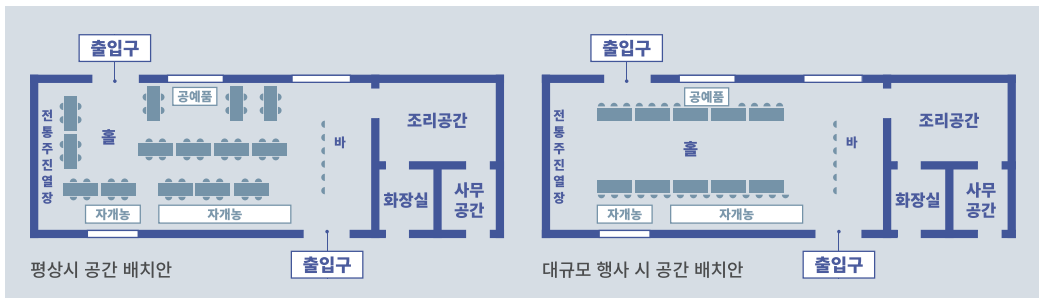 출입구
공예품
전통주진열장
홀
바
조리공간
화장실
사무
공간
자개농
자개농
출입구
평상시 공간 배치안
출입구
공예품
전통주진열장
홀
바
조리공간
화장실
사무
공간
자개농
자개농
출입구
대규모 행사 시 공간 배치안